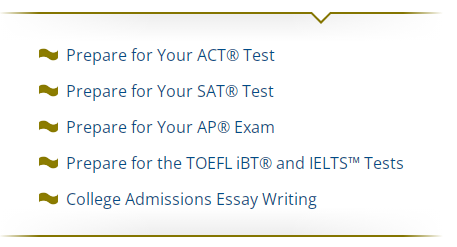 Prepare for Your ACT® Test
Prepare for Your SAT® Test
Prepare for Your AP® Exam
Prepare for the TOEFL iBT® and IELTS™ Tests
College Admissions Essay Writing